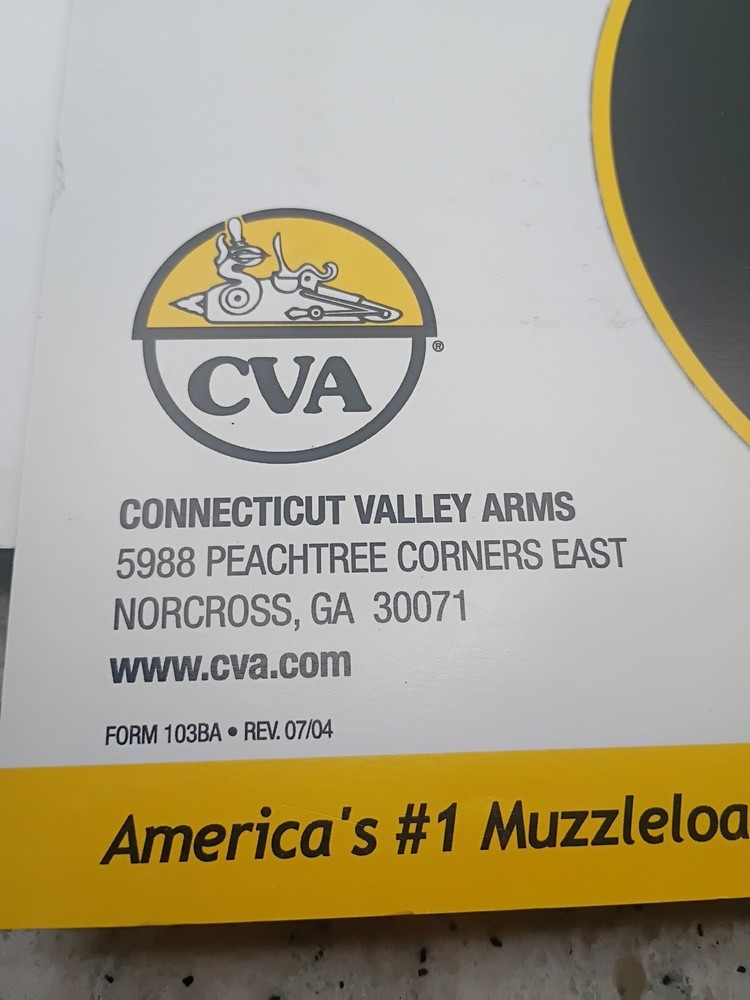 CVA
®
CONNECTICUT VALLEY ARMS
5988 PEACHTREE CORNERS EAST
NORCROSS, GA 30071
www.cva.com
FORM 103BA • REV. 07/04
America's #1 Muzzleloa